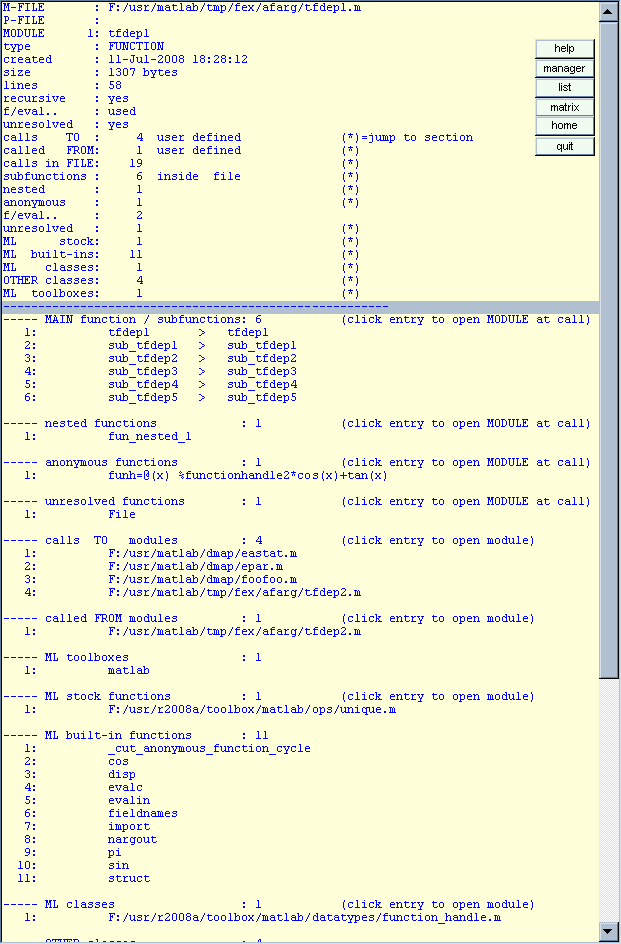 M-FILE       : F:/usr/matlab/tmp/fex/afarg/tfdep1.m
P-FILE       :
MODULE      1: tfdep1
type         : FUNCTION
created      : 11-Jul-2008 18:28:12
size         : 1307 bytes
lines        : 58
recursive    : yes
f/eval..     : used
unresolved   : yes
calls    TO  :     4  user defined              (*)=jump to section
called   FROM:     1  user defined              (*)
calls in FILE:    19                            (*)
subfunctions :     6  inside  file              (*)
nested       :     1                            (*)
anonymous    :     1                            (*)
f/eval..     :     2
unresolved   :     1                            (*)
ML      stock:     1                            (*)
ML  built-ins:    11                            (*)
ML    classes:     1                            (*)
OTHER classes:     4                            (*)
ML  toolboxes:     1                            (*)
help
manager
list
matrix
home
quit
--------------------------------------------------------
----- MAIN function / subfunctions: 6           (click entry to open MODULE at call)
   1:          tfdep1       >   tfdep1
   2:          sub_tfdep1   >   sub_tfdep1
   3:          sub_tfdep2   >   sub_tfdep2
   4:          sub_tfdep3   >   sub_tfdep3
   5:          sub_tfdep4   >   sub_tfdep4
   6:          sub_tfdep5   >   sub_tfdep5
----- nested functions            : 1           (click entry to open MODULE at call)
   1:          fun_nested_1
----- anonymous functions         : 1           (click entry to open MODULE at call)
   1:          funh=@(x) %functionhandle2*cos(x)+tan(x)
----- unresolved functions        : 1           (click entry to open MODULE at call)
   1:          File
----- calls  TO   modules         : 4           (click entry to open module)
   1:          F:/usr/matlab/dmap/eastat.m
   2:          F:/usr/matlab/dmap/epar.m
   3:          F:/usr/matlab/dmap/foofoo.m
   4:          F:/usr/matlab/tmp/fex/afarg/tfdep2.m
----- called FROM modules         : 1           (click entry to open module)
   1:          F:/usr/matlab/tmp/fex/afarg/tfdep2.m
----- ML toolboxes                : 1
   1:          matlab
----- ML stock functions          : 1           (click entry to open module)
   1:          F:/usr/r2008a/toolbox/matlab/ops/unique.m
----- ML built-in functions       : 11
   1:          _cut_anonymous_function_cycle
   2:          cos
   3:          disp
   4:          evalc
   5:          evalin
   6:          fieldnames
   7:          import
   8:          nargout
   9:          pi
  10:          sin
  11:          struct
----- ML classes                  : 1           (click entry to open module)
   1:          F:/usr/r2008a/toolbox/matlab/datatypes/function_handle.m